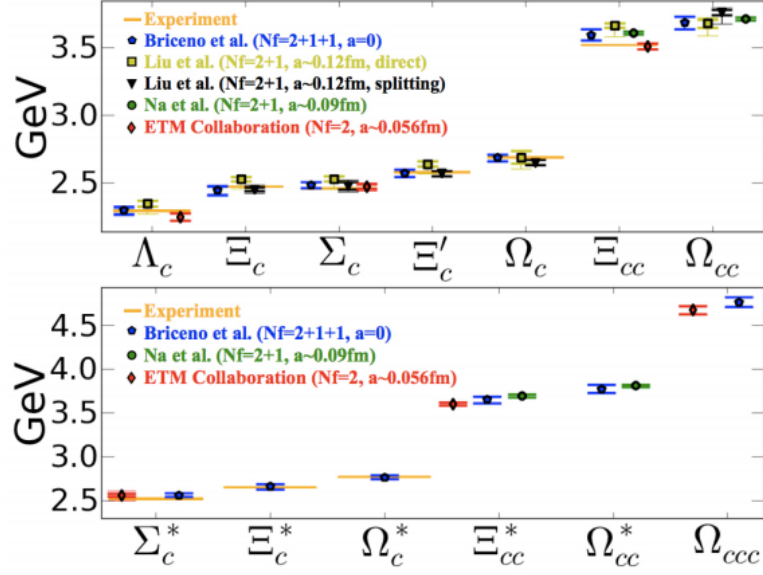 GeV
3.5
3.0
2.5
Experiment
Briceno et al. (Nf=2+1+1, a=0)
Liu et al. (Nf=2+1, a~0.12fm, direct)
Liu et al. (Nf=2+1, a~0.12fm, splitting)
Na et al. (Nf=2+1, a~0.09fm)
ETM Collaboration (Nf=2, a~0.056fm)
Λc Ξc Σc Ξ′c Ωc Ξcc Ωcc
GeV
4.5
4.0
3.5
3.0
2.5
Experiment
Briceno et al. (Nf=2+1+1, a=0)
Na et al. (Nf=2+1, a~0.09fm)
ETM Collaboration (Nf=2, a~0.056fm)
Σ*c Ξ*c Ω*c Ξ*cc Ω*cc Ωccc